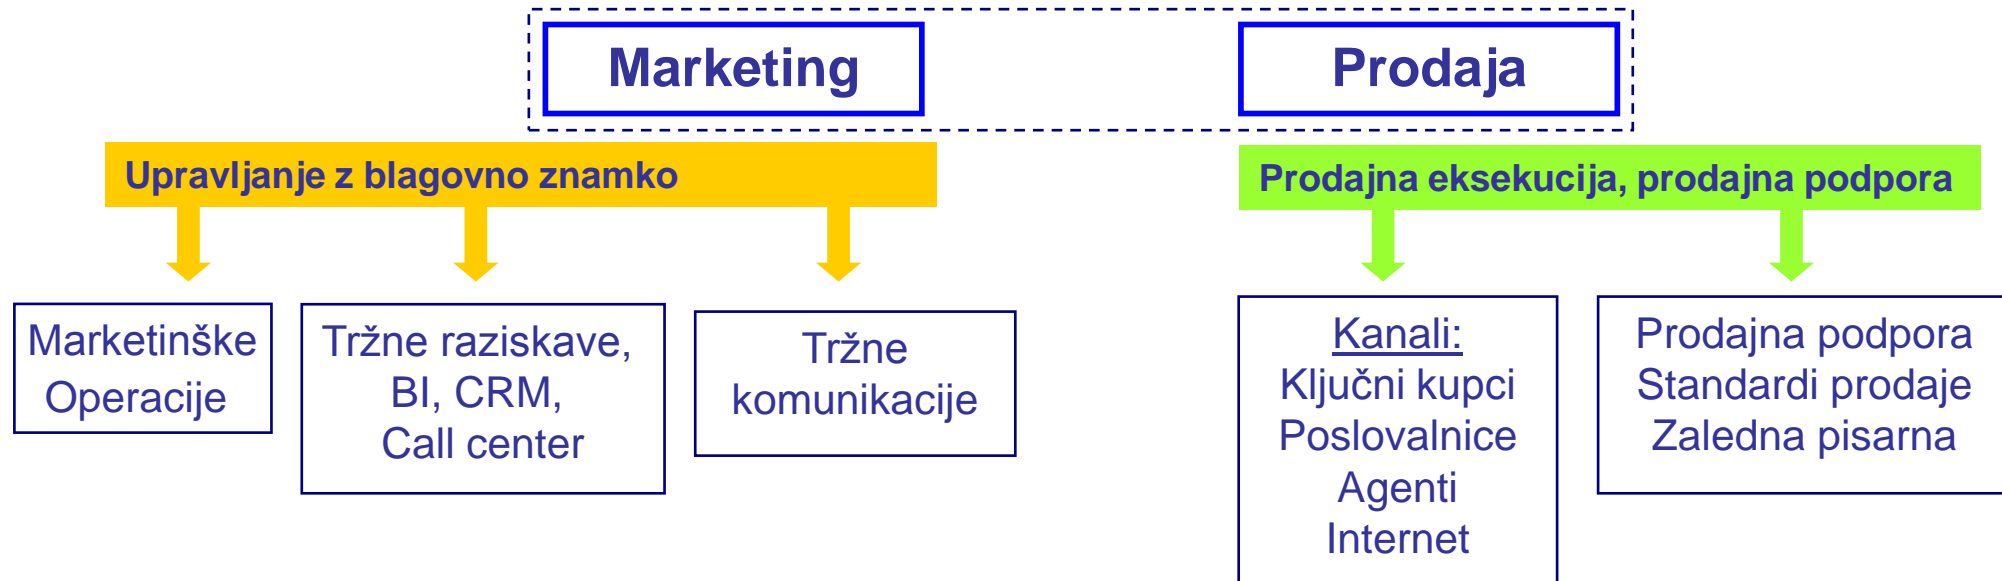 Marketing
Prodaja
Upravljanje z blagovno znamko
Prodajna eksekucija, prodajna podpora
Marketinške
Operacije
Tržne raziskave,
BI, CRM,
Call center
Tržne
komunikacije
Kanali:
Ključni kupci
Poslovalnice
Agenti
Internet
Prodajna podpora
Standardi prodaje
Zaledna pisarna